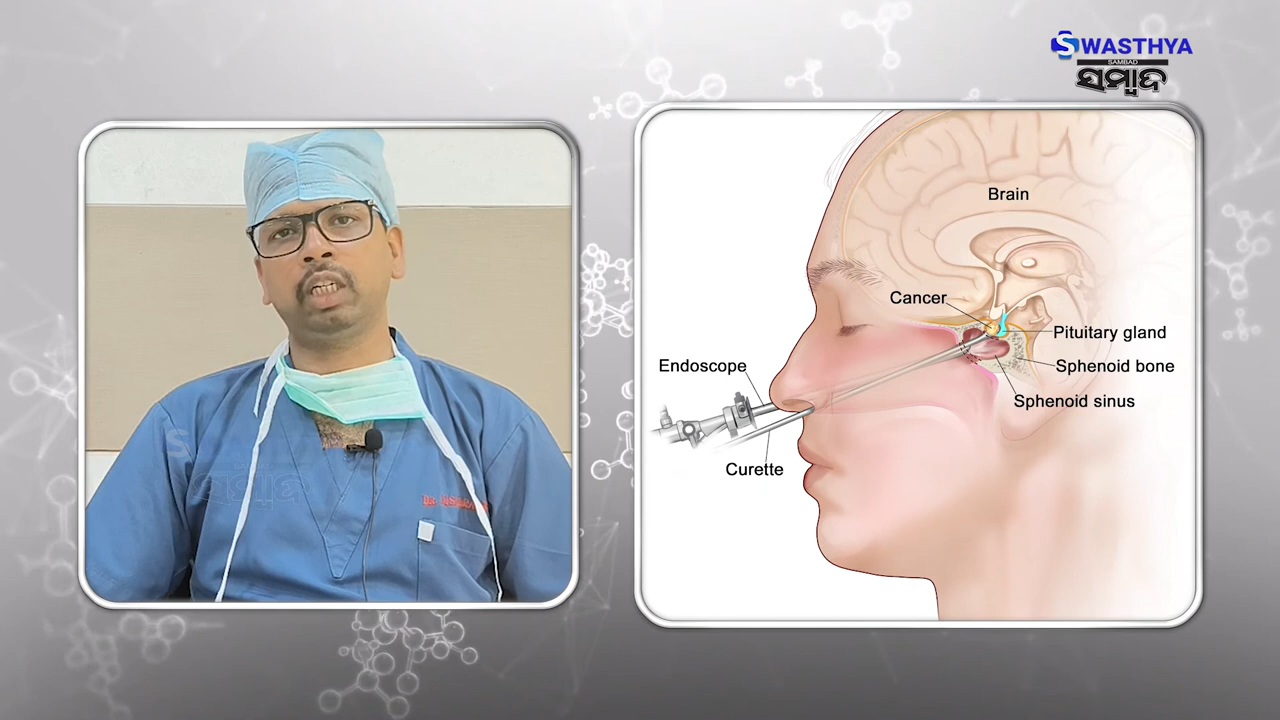 SWASTHYA
SAMBAD
ସମ୍ବାଦ
Brain
Cancer
Pituitary gland
Endoscope
Sphenoid bone
Sphenoid sinus
Curette